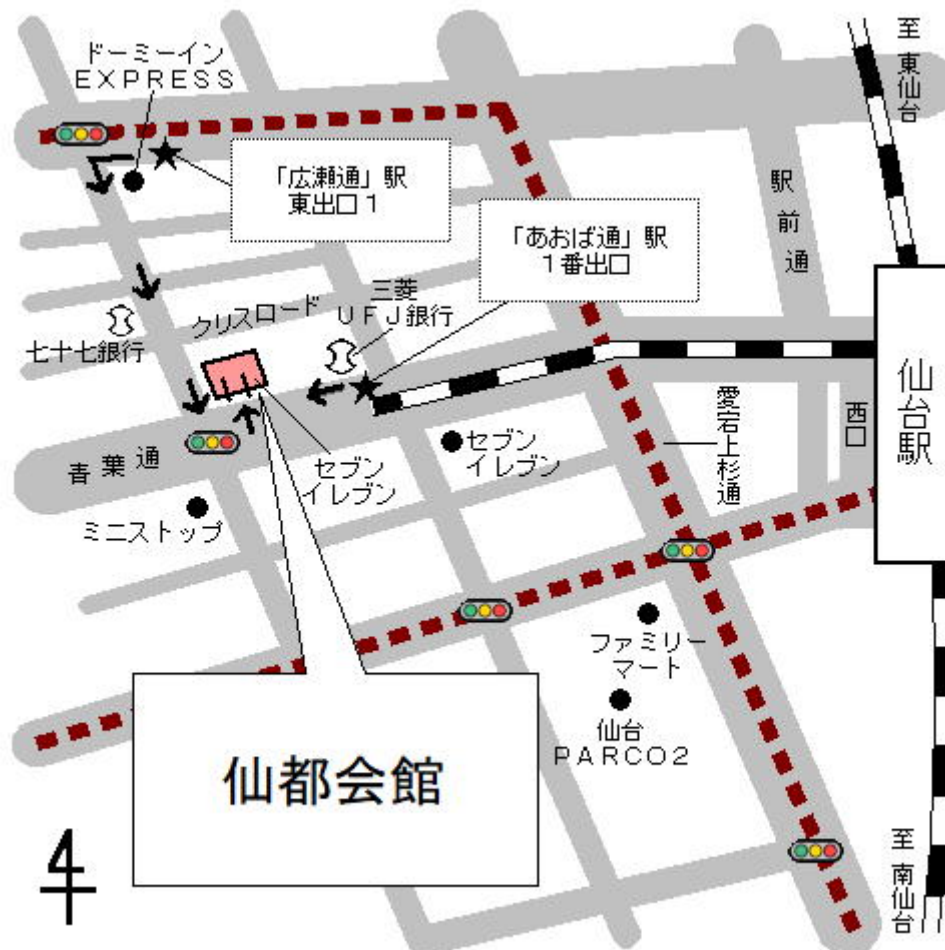 ドーミーイン
ＥＸＰＲＥＳＳ
至東仙台
「広瀬通」駅
東出口１
駅前通
「あおば通」駅
１番出口
三菱
ＵＦＪ銀行
クリスロード
七十七銀行
仙台駅
西口
愛宕上杉通
青葉通
セブン
イレブン
セブン
イレブン
ミニストップ
ファミリー
マート
仙台
ＰＡＲＣＯ２
仙都会館
至南仙台